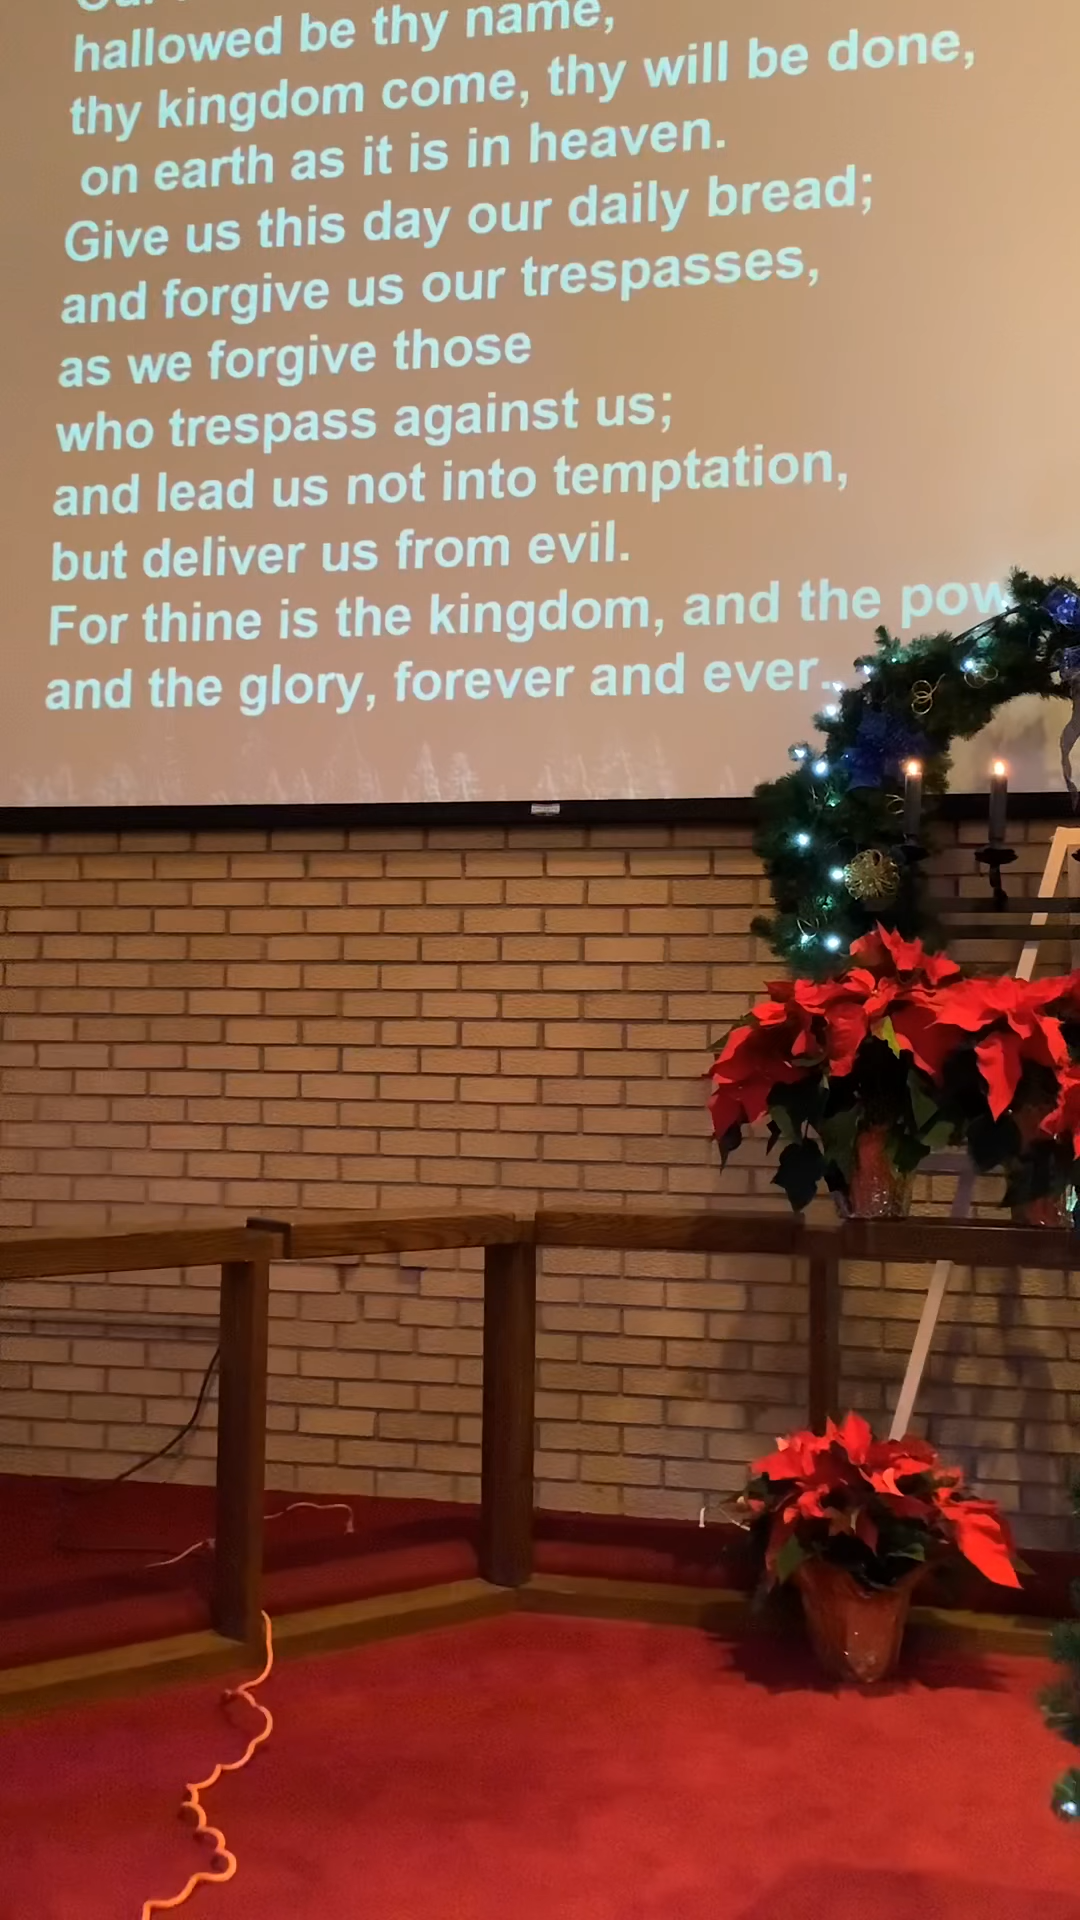 hallowed be thy name,
thy kingdom come, thy will be done,
on earth as it is in heaven.
Give us this day our daily bread;
and forgive us our trespasses,
as we forgive those
who trespass against us;
and lead us not into temptation,
but deliver us from evil.
For thine is the kingdom, and the pow
and the glory, forever and ever.